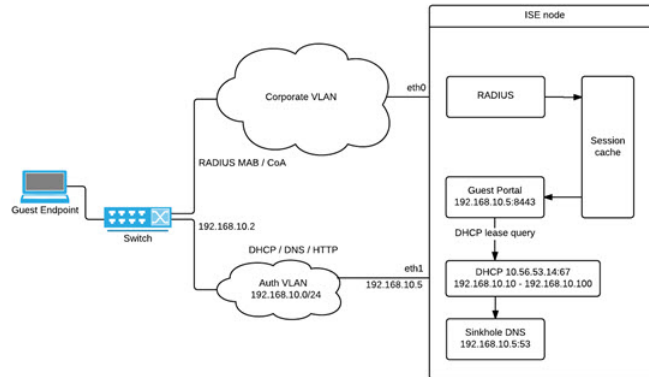 ISE node
eth0
Corporate VLAN
RADIUS
Session
cache
RADIUS MAB / CoA
Guest Endpoint
Guest Portal
192.168.10.5:8443
192.168.10.2
Switch
DHCP lease query
DHCP / DNS / HTTP
eth1
192.168.10.5
Auth VLAN
192.168.10.0/24
DHCP 10.56.53.14:67
192.168.10.10 - 192.168.10.100
Sinkhole DNS
192.168.10.5:53